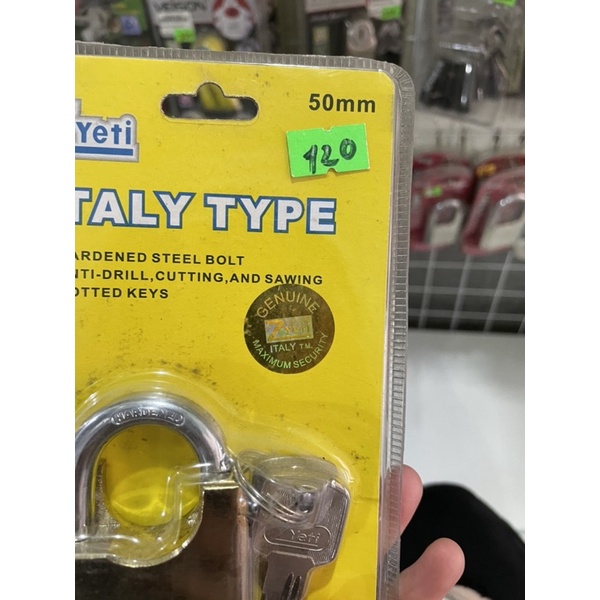 50mm
Yeti
120
TALY TYPE
ARDENED STEEL BOLT
NTI-DRILL,CUTTING,AND SAWING
OTTED KEYS
GENUINE
ITALY TM.
MAXIMUM SECURITY
HARDENED
Yeti